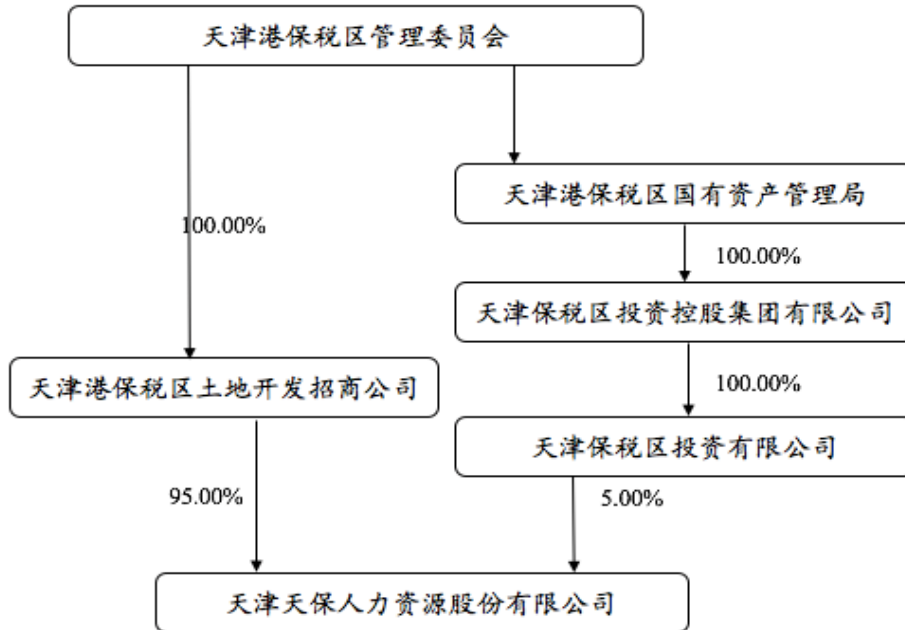 天津港保税区管理委员会
天津港保税区国有资产管理局
100.00%
100.00%
天津保税区投资控股集团有限公司
天津港保税区土地开发招商公司
100.00%
天津保税区投资有限公司
95.00%
5.00%
天津天保人力资源股份有限公司